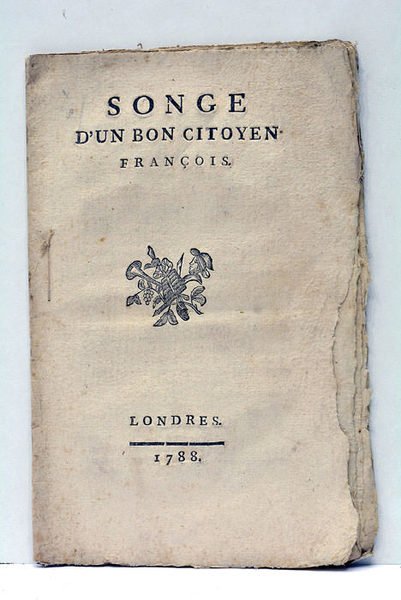 SONGE
D'UN BON CITOYEN
FRANÇOIS.
LONDRES.
1788.